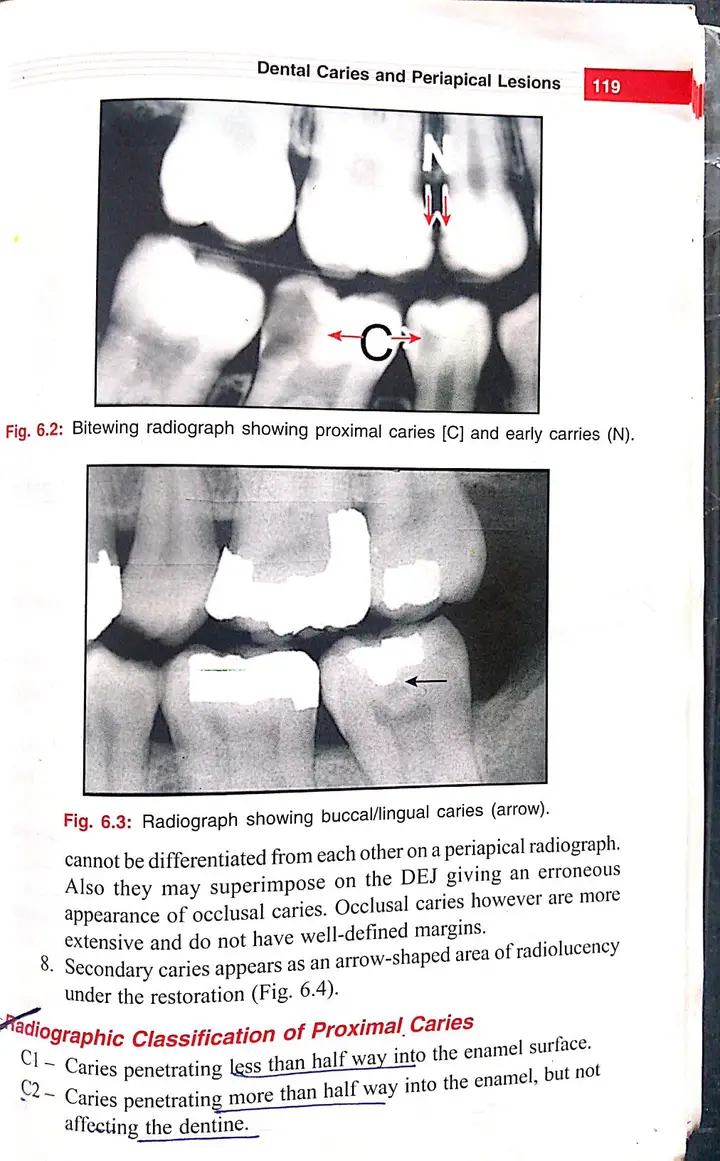 Dental Caries and Periapical Lesions 119
N
C
Fig. 6.2: Bitewing radiograph showing proximal caries [C] and early carries (N).
Fig. 6.3: Radiograph showing buccal/lingual caries (arrow).
cannot be differentiated from each other on a periapical radiograph.
Also they may superimpose on the DEJ giving an erroneous
appearance of occlusal caries. Occlusal caries however are more
extensive and do not have well-defined margins.
8. Secondary caries appears as an arrow-shaped area of radiolucency
under the restoration (Fig. 6.4).
Radiographic Classification of Proximal Caries
C1 – Caries penetrating less than half way into the enamel surface.
C2 – Caries penetrating more than half way into the enamel, but not
affecting the dentine.